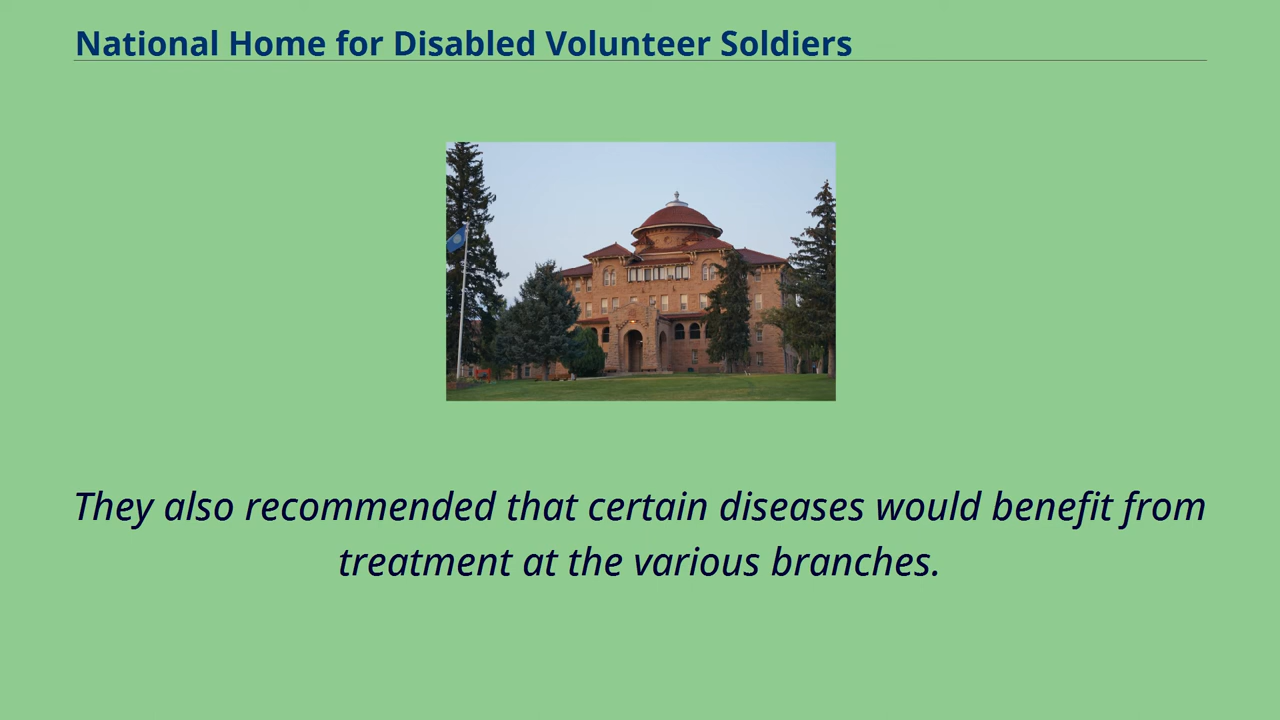 National Home for Disabled Volunteer Soldiers
They also recommended that certain diseases would benefit from
treatment at the various branches.